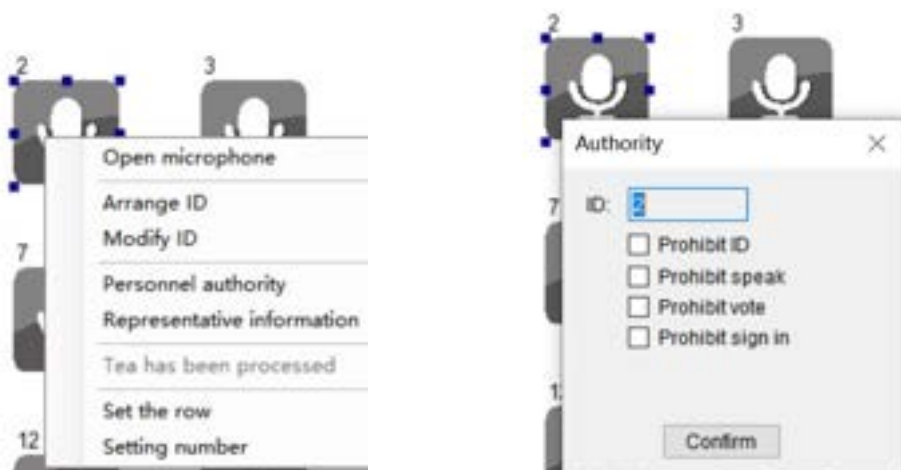 2
3
Open microphone
Arrange ID
Modify ID
7
Personnel authority
Representative information
Tea has been processed
Set the row
12
Setting number
2
3
Authority
7
ID: 2
Prohibit ID
Prohibit speak
Prohibit vote
Prohibit sign in
Confirm